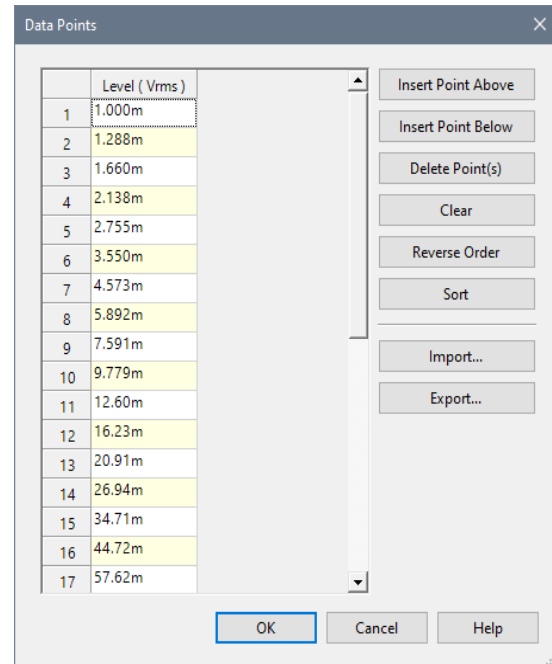 Data Points
Level ( Vrms )
1 1.000m
2 1.288m
3 1.660m
4 2.138m
5 2.755m
6 3.550m
7 4.573m
8 5.892m
9 7.591m
10 9.779m
11 12.60m
12 16.23m
13 20.91m
14 26.94m
15 34.71m
16 44.72m
17 57.62m
Insert Point Above
Insert Point Below
Delete Point(s)
Clear
Reverse Order
Sort
Import...
Export...
OK Cancel Help